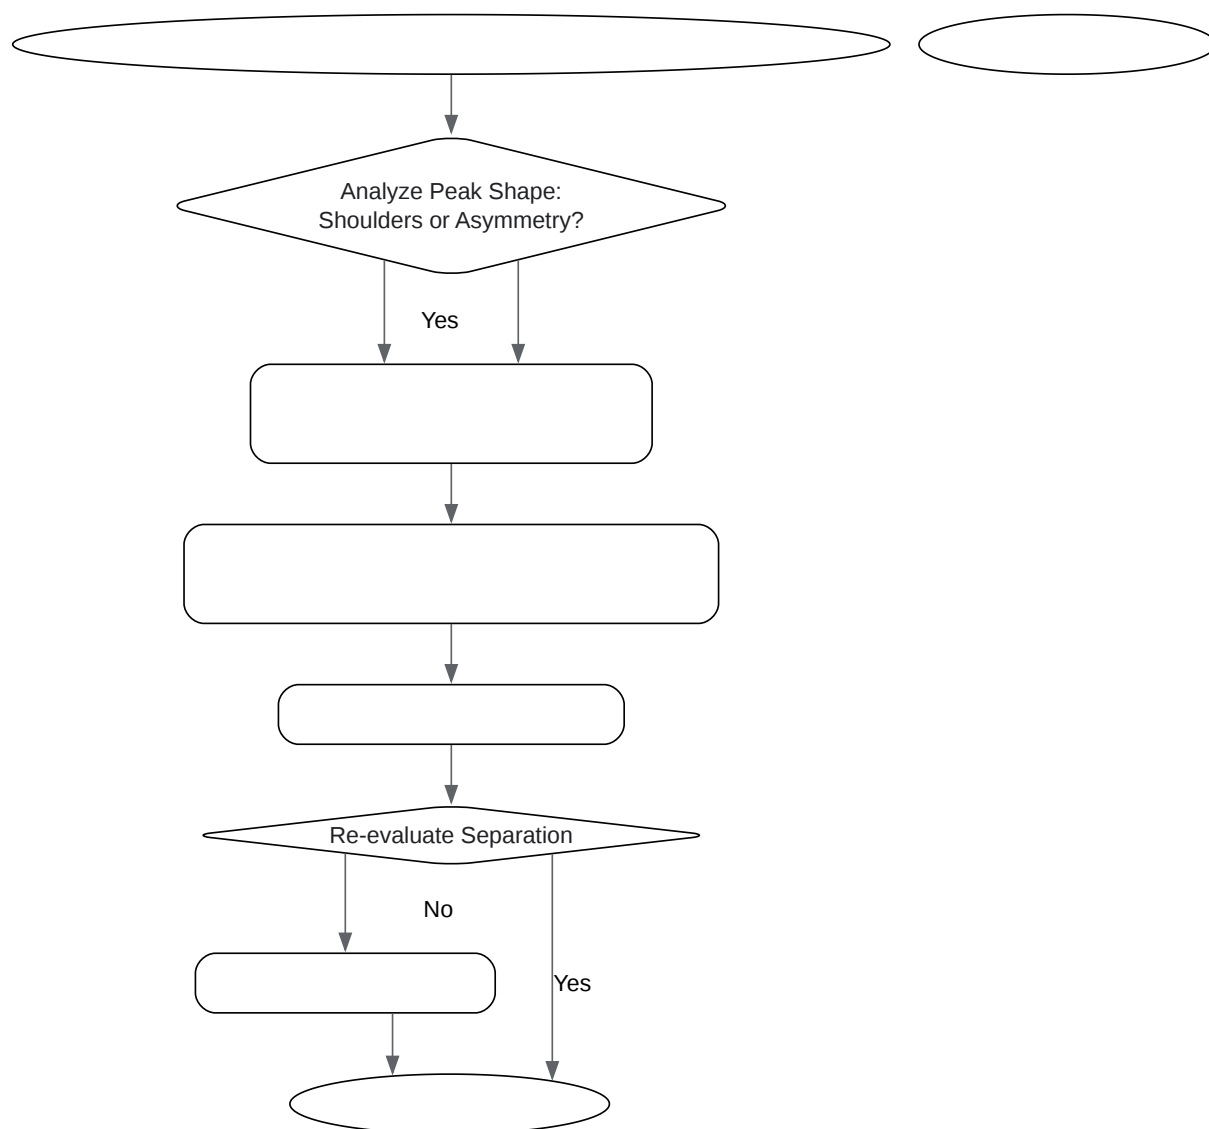 Analyze Peak Shape:
Shoulders or Asymmetry?
Yes
Re-evaluate Separation
No
Yes